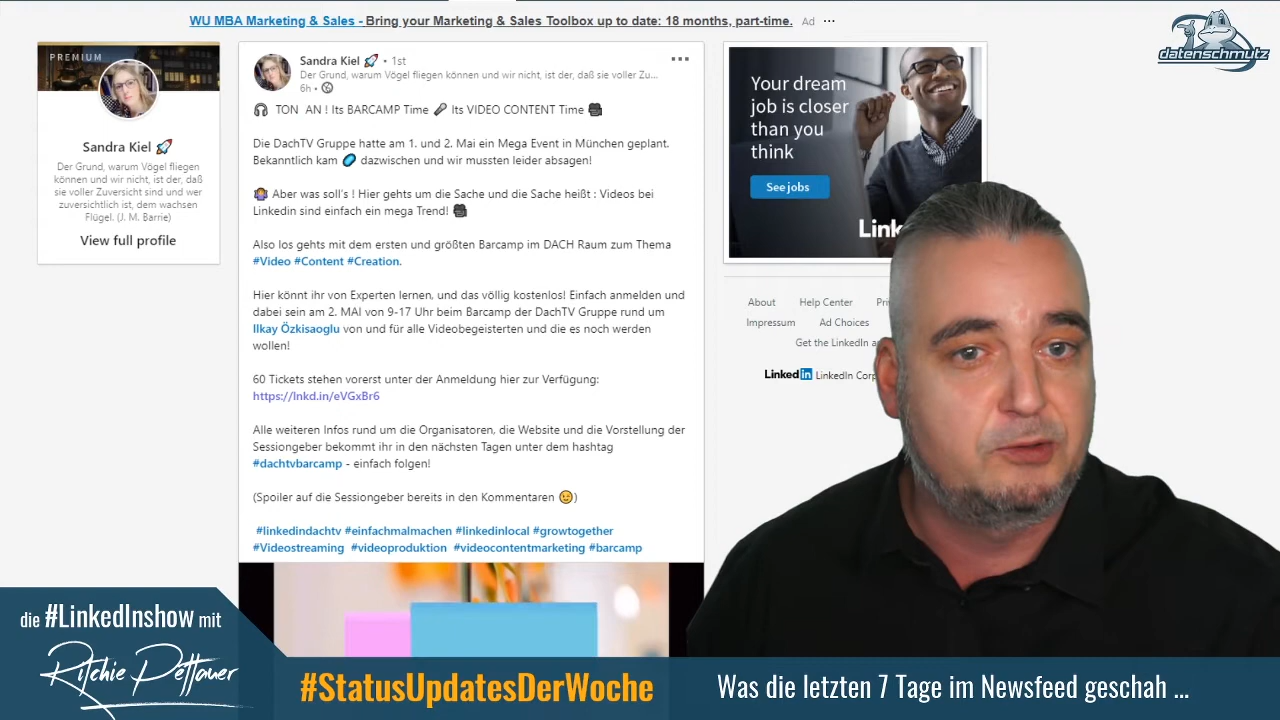 WU MBA Marketing & Sales - Bring your Marketing & Sales Toolbox up to date: 18 months, part-time. Ad ···
datenschmutz
PREMIUM
Sandra Kiel 🚀
Der Grund, warum Vögel fliegen
können und wir nicht, ist der, daß
sie voller Zuversicht sind und wer
zuversichtlich ist, dem wachsen
Flügel. (J. M. Barrie)
View full profile
Sandra Kiel 🚀 • 1st
Der Grund, warum Vögel fliegen können und wir nicht, ist der, daß sie voller Zu...
6h •
🎧 TON AN ! Its BARCAMP Time 🎤 Its VIDEO CONTENT Time 🎥
Die DachTV Gruppe hatte am 1. und 2. Mai ein Mega Event in München geplant.
Bekanntlich kam 🦠 dazwischen und wir mussten leider absagen!
🤷‍♀️ Aber was soll's ! Hier gehts um die Sache und die Sache heißt : Videos bei
Linkedin sind einfach ein mega Trend! 🎥
Also los gehts mit dem ersten und größten Barcamp im DACH Raum zum Thema
#Video #Content #Creation.
Hier könnt ihr von Experten lernen, und das völlig kostenlos! Einfach anmelden und
dabei sein am 2. MAI von 9-17 Uhr beim Barcamp der DachTV Gruppe rund um
Ilkay Özkisaoglu von und für alle Videobegeisterten und die es noch werden
wollen!
60 Tickets stehen vorerst unter der Anmeldung hier zur Verfügung:
https://lnkd.in/eVGxBr6
Alle weiteren Infos rund um die Organisatoren, die Website und die Vorstellung der
Sessiongeber bekommt ihr in den nächsten Tagen unter dem hashtag
#dachtvbarcamp - einfach folgen!
(Spoiler auf die Sessiongeber bereits in den Kommentaren 😉)
#linkedindachtv #einfachmalmachen #linkedinlocal #growtogether
#Videostreaming #videoproduktion #videocontentmarketing #barcamp
Your dream
job is closer
than you
think
See jobs
Link
About Help Center Pri
Impressum Ad Choices
Get the LinkedIn a
LinkedIn LinkedIn Corp
die #LinkedInshow mit
Ritchie Pettauer
#StatusUpdatesDerWoche
Was die letzten 7 Tage im Newsfeed geschah ...